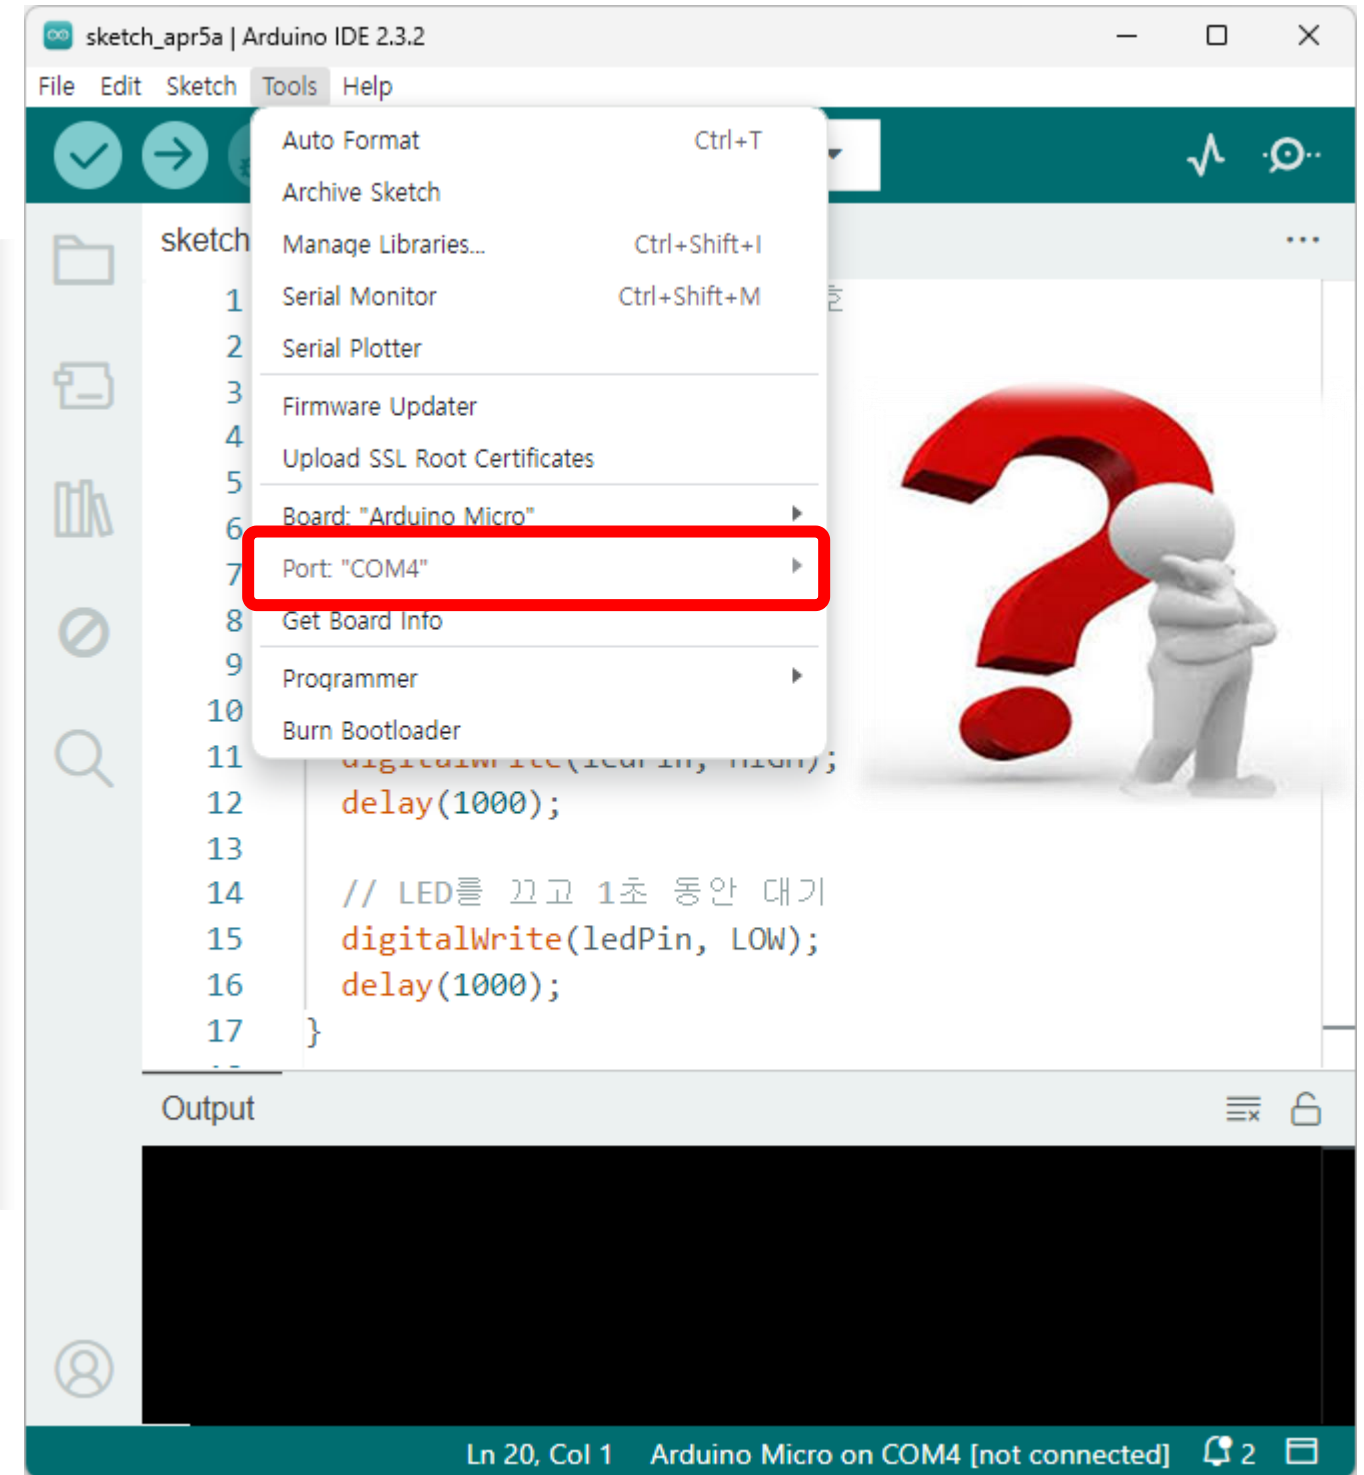 sketch_apr5a | Arduino IDE 2.3.2
File Edit Sketch Tools Help
Auto Format Ctrl+T
Archive Sketch
Manage Libraries... Ctrl+Shift+I
Serial Monitor Ctrl+Shift+M
Serial Plotter
Firmware Updater
Upload SSL Root Certificates
Board: "Arduino Micro"
Port: "COM4"
Get Board Info
Programmer
Burn Bootloader
sketch
1
2
3
4
5
6
7
8
9
10
11 digitalWrite(ledPin, HIGH);
12 delay(1000);
13
14 // LED를 끄고 1초 동안 대기
15 digitalWrite(ledPin, LOW);
16 delay(1000);
17 }
Output
Ln 20, Col 1 Arduino Micro on COM4 [not connected] 2